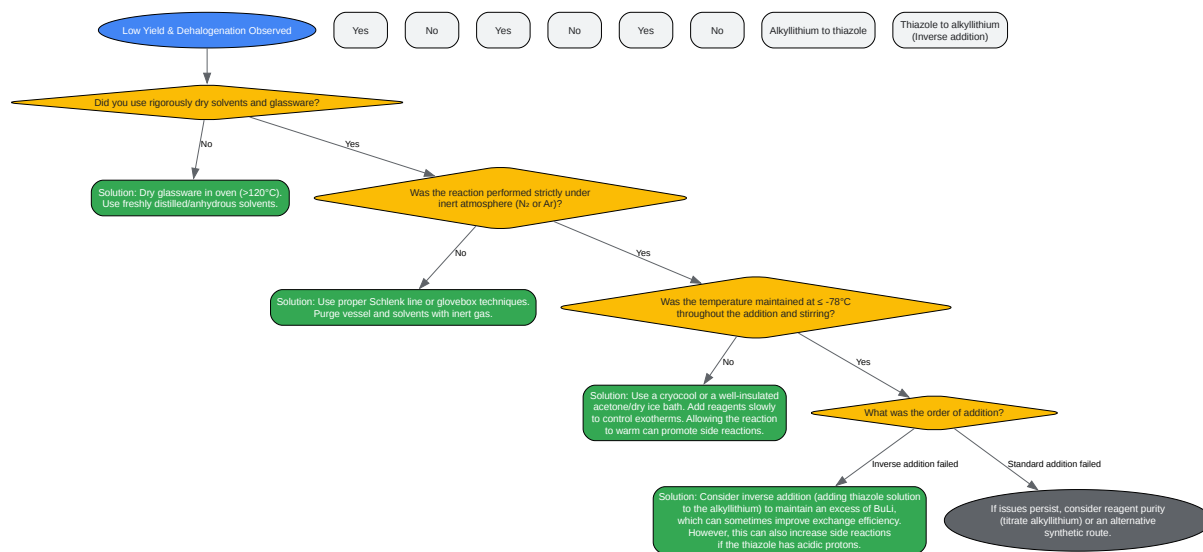 Low Yield & Dehalogenation Observed
Yes
No
Yes
No
Yes
No
Alkyllithium to thiazole
Thiazole to alkyllithium
(Inverse addition)
Did you use rigorously dry solvents and glassware?
No
Yes
Solution: Dry glassware in oven (>120°C).
Use freshly distilled/anhydrous solvents.
Was the reaction performed strictly under
inert atmosphere (N₂ or Ar)?
No
Yes
Solution: Use proper Schlenk line or glovebox techniques.
Purge vessel and solvents with inert gas.
Was the temperature maintained at ≤ -78°C
throughout the addition and stirring?
No
Yes
Solution: Use a cryocool or a well-insulated
acetone/dry ice bath. Add reagents slowly
to control exotherms. Allowing the reaction
to warm can promote side reactions.
What was the order of addition?
Inverse addition failed
Standard addition failed
Solution: Consider inverse addition (adding thiazole solution
to the alkyllithium) to maintain an excess of BuLi,
which can sometimes improve exchange efficiency.
However, this can also increase side reactions
if the thiazole has acidic protons.
If issues persist, consider reagent purity
(titrate alkyllithium) or an alternative
synthetic route.